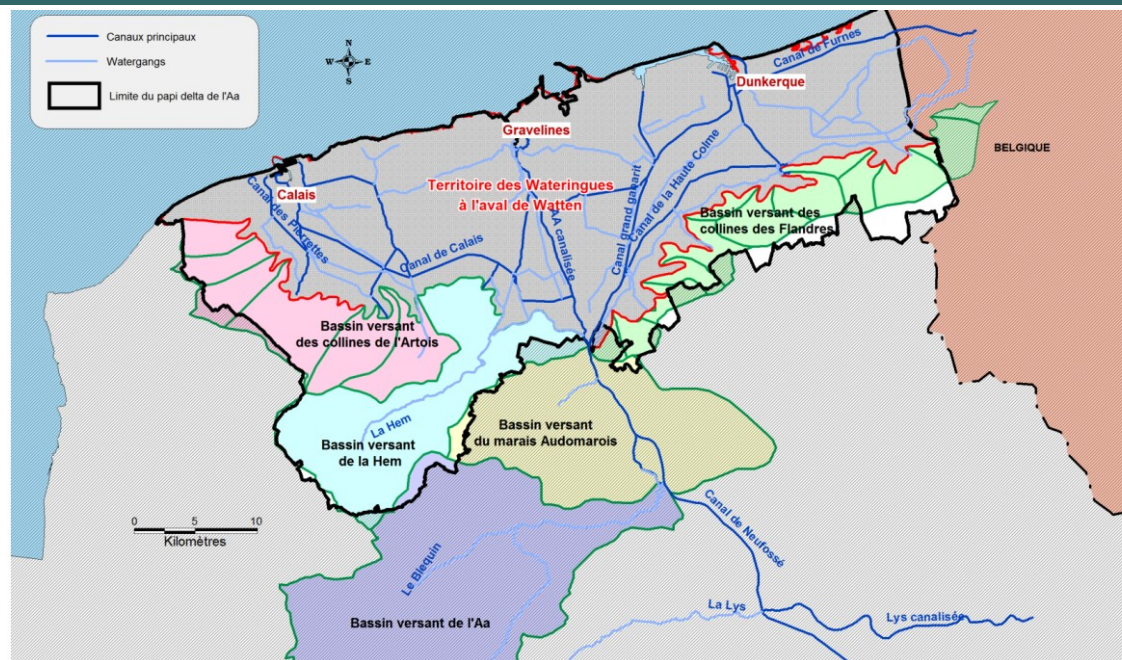 Canaux principaux
Watergangs
Limite du papi delta de l'Aa
N
W E
S
Canal de Furnes
Dunkerque
Gravelines
BELGIQUE
Calais
Canal des Pierrettes
Territoire des Wateringues
à l'aval de Watten
Canal de Calais
AA canalisée
Canal grand gabarit
Canal de la Haute Colme
Bassin versant des
collines des Flandres
Bassin versant
des collines de l'Artois
La Hem
Bassin versant
de la Hem
Bassin versant
du marais Audomarois
0 5 10
Kilomètres
Le Blequin
Canal de Neufossé
La Lys
Lys canalisée
Bassin versant de l'Aa